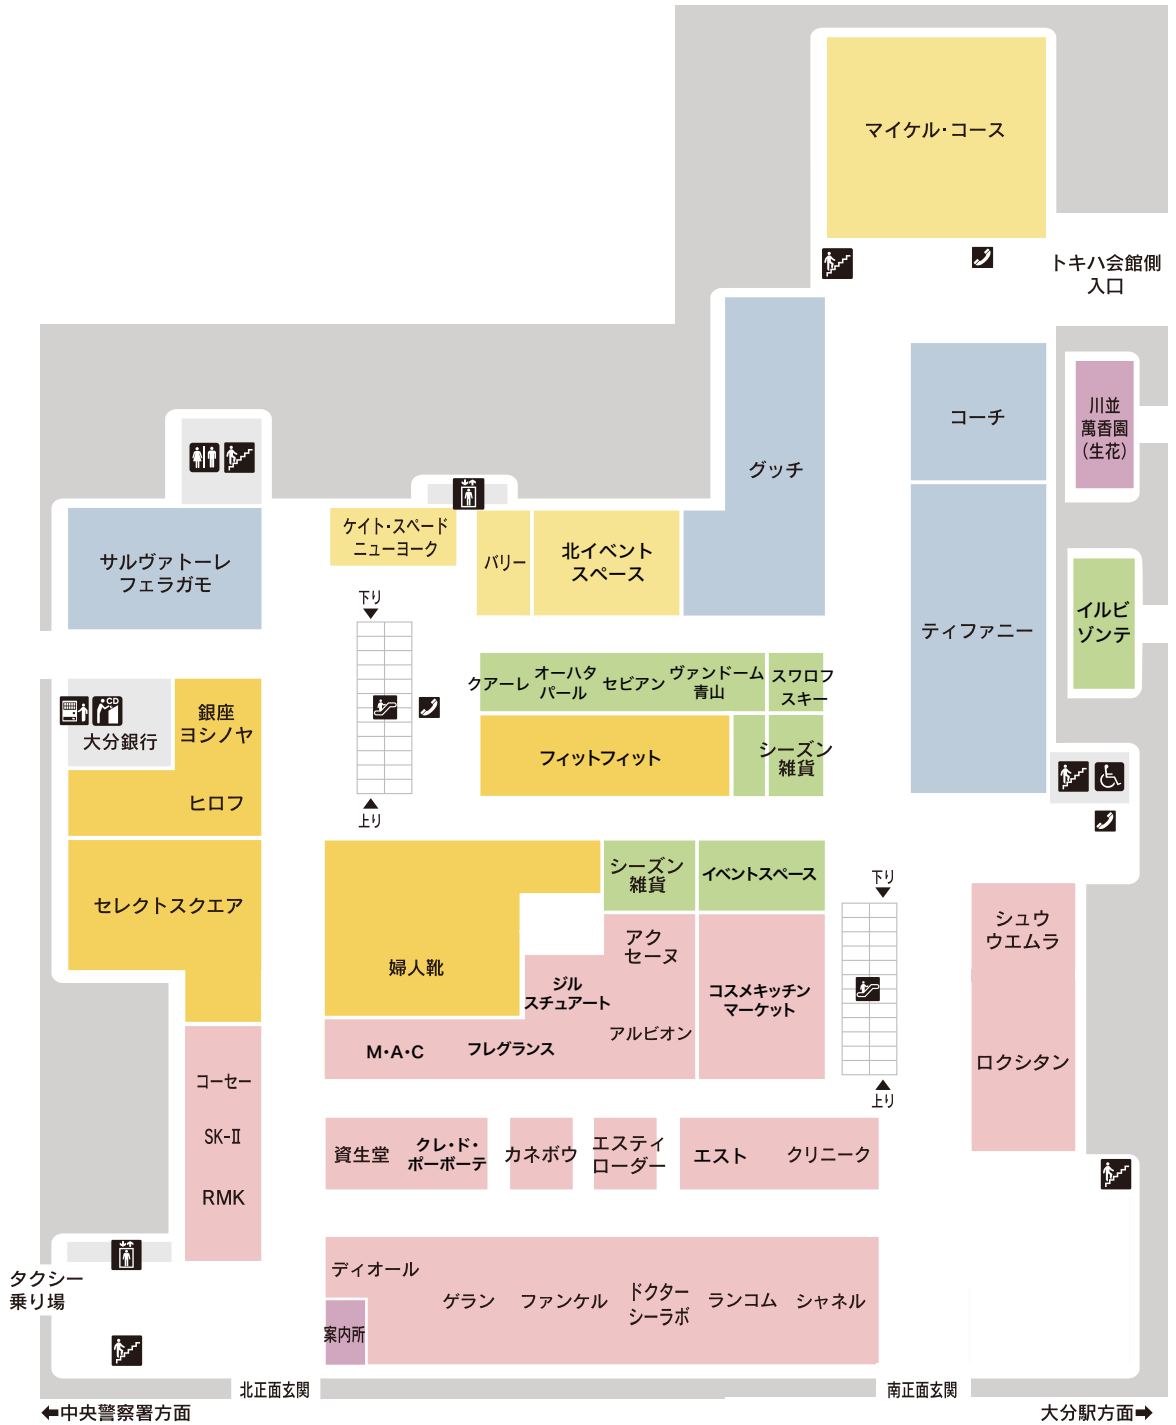 マイケル・コース
トキハ会館側
入口
コーチ
川並
萬香園
(生花)
グッチ
ケイト・スペード
ニューヨーク
バリー
北イベント
スペース
サルヴァトーレ
フェラガモ
下り
ティファニー
イルビ
ゾンテ
クアーレ
オーハタ
パール
セビアン
ヴァンドーム
青山
スワロフ
スキー
CD
大分銀行
銀座
ヨシノヤ
フィットフィット
シーズン
雑貨
ヒロフ
上り
シーズン
雑貨
イベントスペース
下り
セレクトスクエア
シュウ
ウエムラ
アク
セーヌ
婦人靴
ジル
スチュアート
コスメキッチン
マーケット
アルビオン
M・A・C
フレグランス
ロクシタン
コーセー
上り
SK-II
資生堂
クレ・ド・
ポーボーテ
カネボウ
エスティ
ローダー
エスト
クリニーク
RMK
ディオール
タクシー
乗り場
ゲラン
ファンケル
ドクター
シーラボ
ランコム
シャネル
案内所
北正面玄関
南正面玄関
←中央警察署方面
大分駅方面→